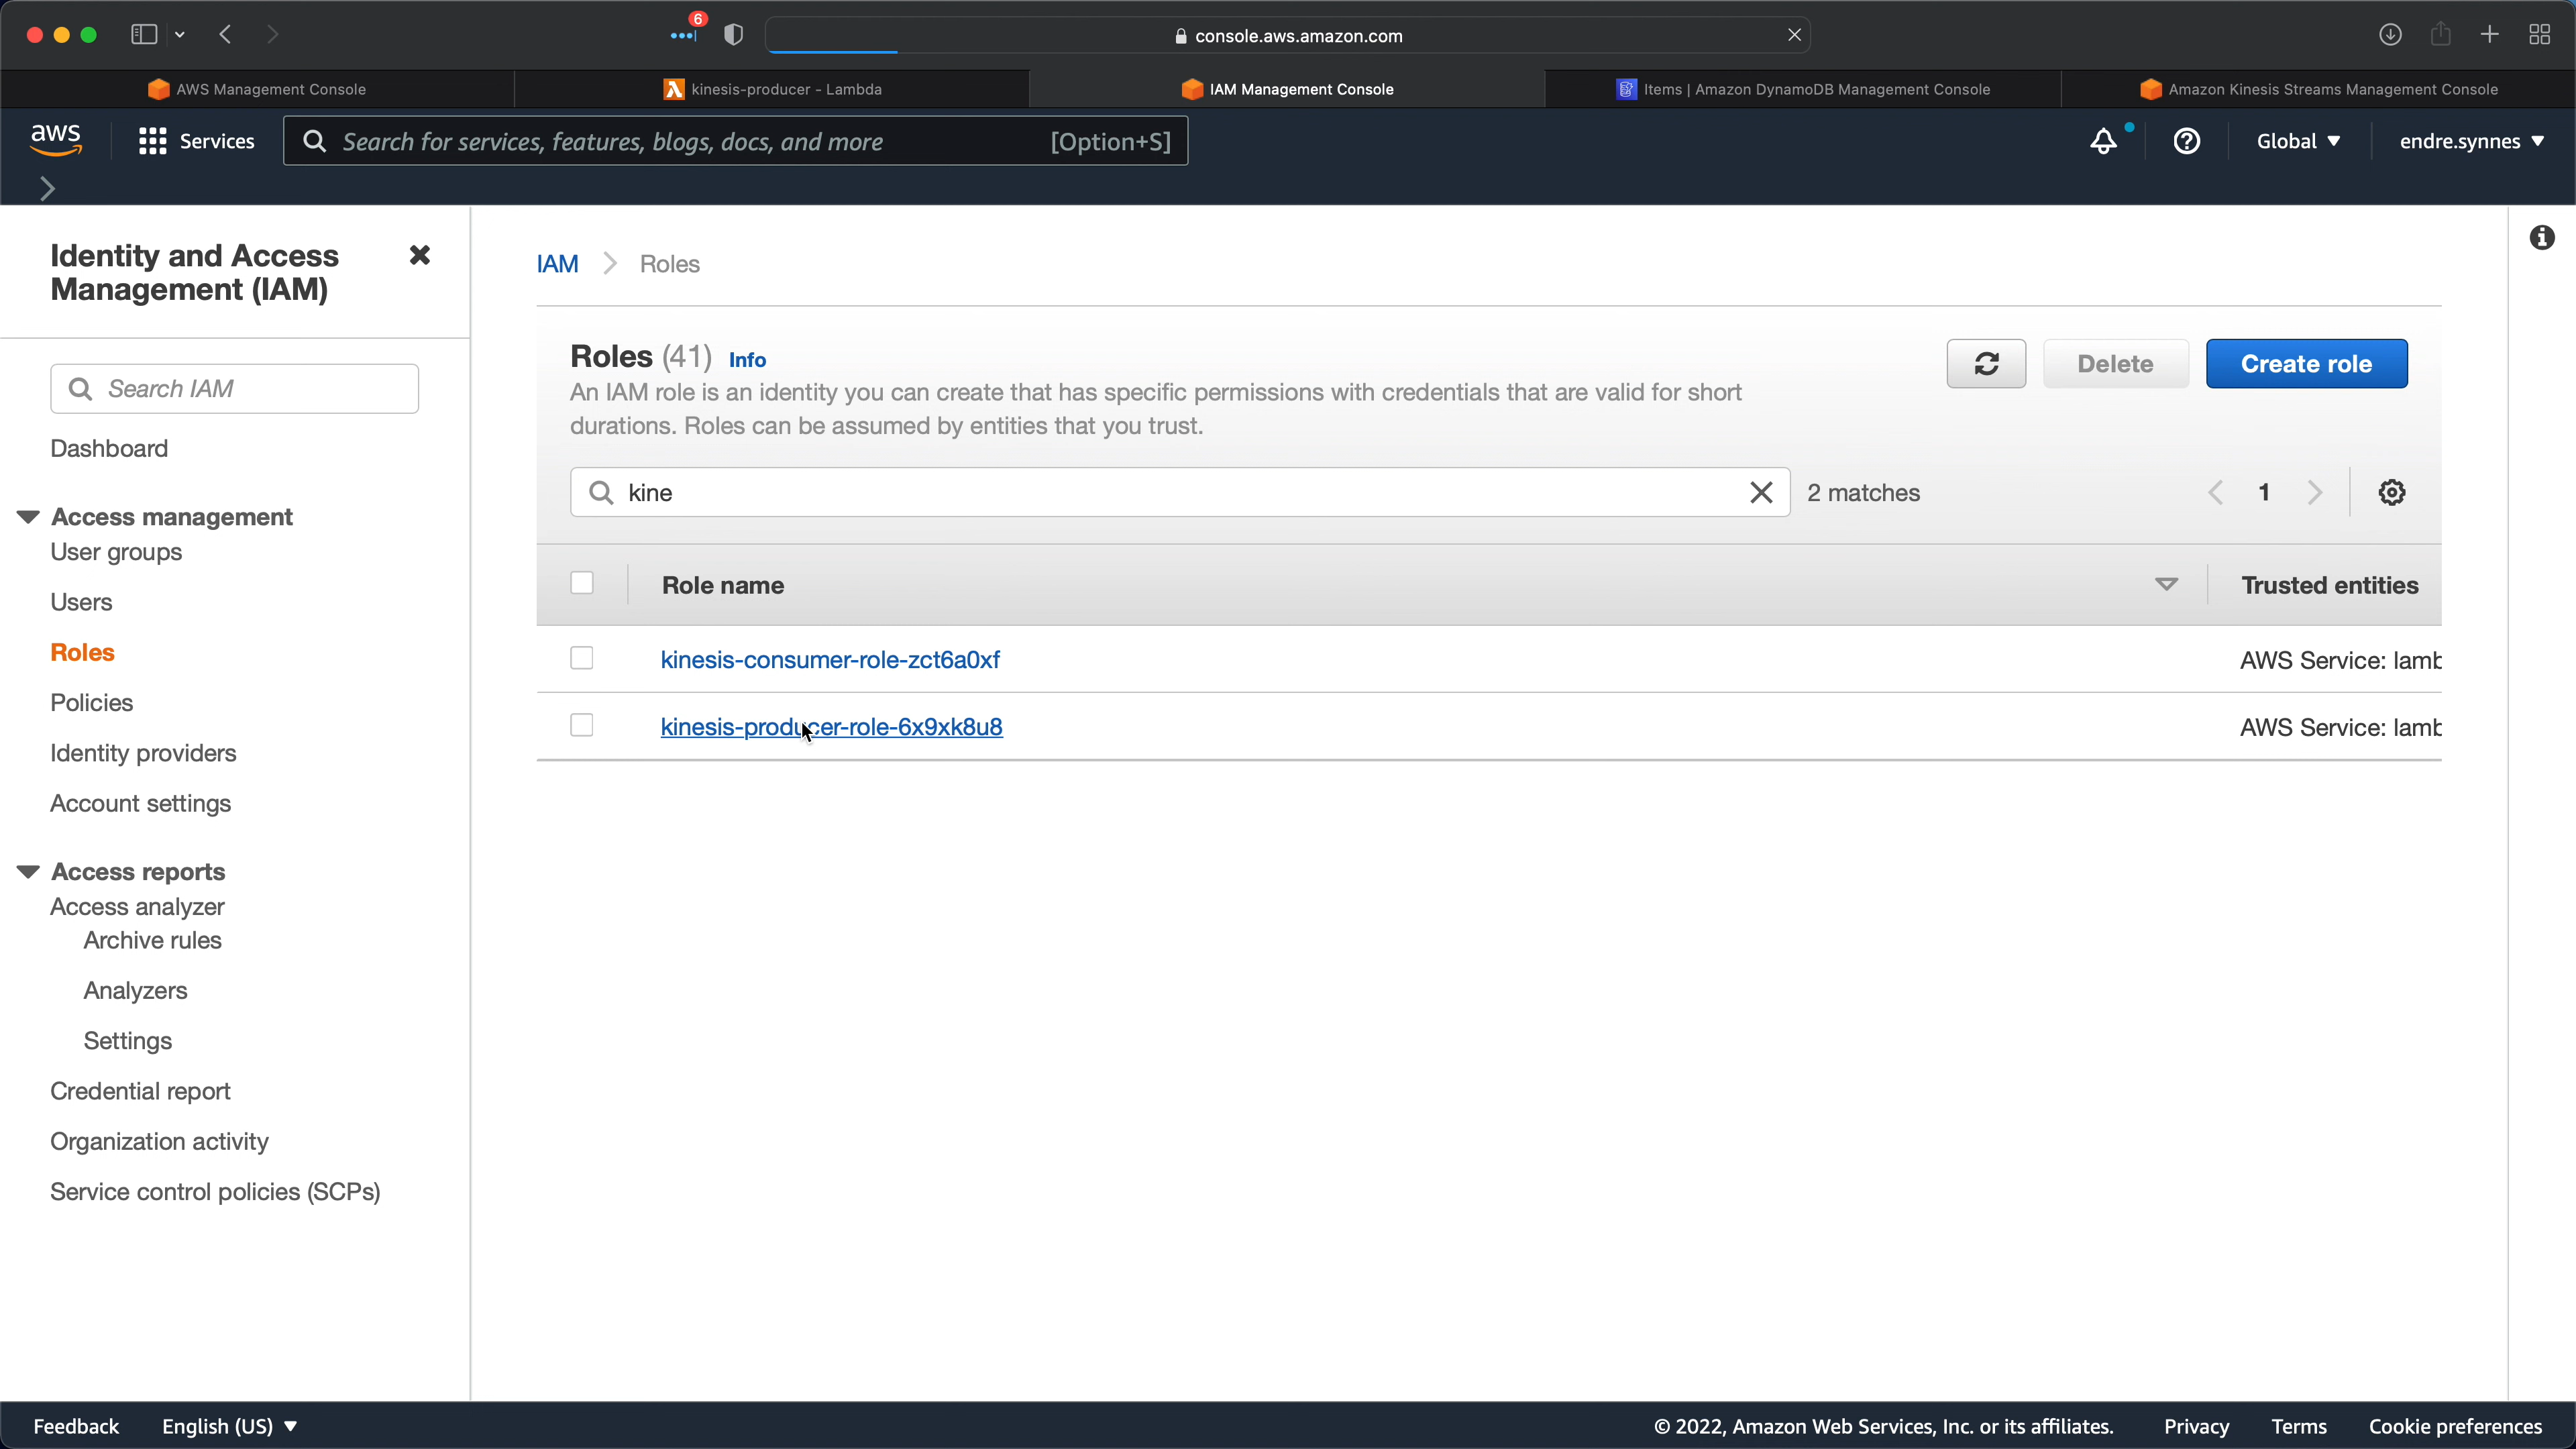 6
console.aws.amazon.com
AWS Management Console
kinesis-producer - Lambda
IAM Management Console
Items | Amazon DynamoDB Management Console
Amazon Kinesis Streams Management Console
aws
Services
Search for services, features, blogs, docs, and more
[Option+S]
Global
endre.synnes
Identity and Access
Management (IAM)
Search IAM
Dashboard
Access management
User groups
Users
Roles
Policies
Identity providers
Account settings
Access reports
Access analyzer
Archive rules
Analyzers
Settings
Credential report
Organization activity
Service control policies (SCPs)
IAM
Roles
Roles (41) Info
An IAM role is an identity you can create that has specific permissions with credentials that are valid for short
durations. Roles can be assumed by entities that you trust.
Delete
Create role
kine
2 matches
1
Role name
Trusted entities
kinesis-consumer-role-zct6a0xf
AWS Service: lamb
kinesis-producer-role-6x9xk8u8
AWS Service: lamb
Feedback
English (US)
© 2022, Amazon Web Services, Inc. or its affiliates.
Privacy
Terms
Cookie preferences